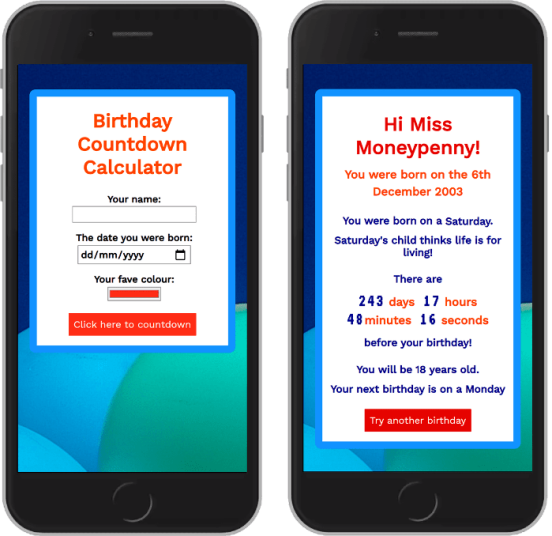 Birthday
Countdown
Calculator
Your name:
The date you were born:
dd/mm/yyyy
Your fave colour:
Click here to countdown
Hi Miss
Moneypenny!
You were born on the 6th
December 2003
You were born on a Saturday.
Saturday's child thinks life is for
living!
There are
243 days 17 hours
48 minutes 16 seconds
before your birthday!
You will be 18 years old.
Your next birthday is on a Monday
Try another birthday